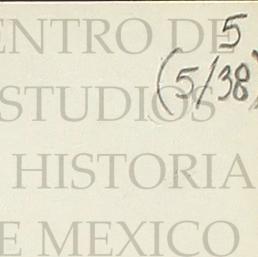 ENTRO DE
5
(5/38)
STUDIOS
HISTORIA
E MEXICO